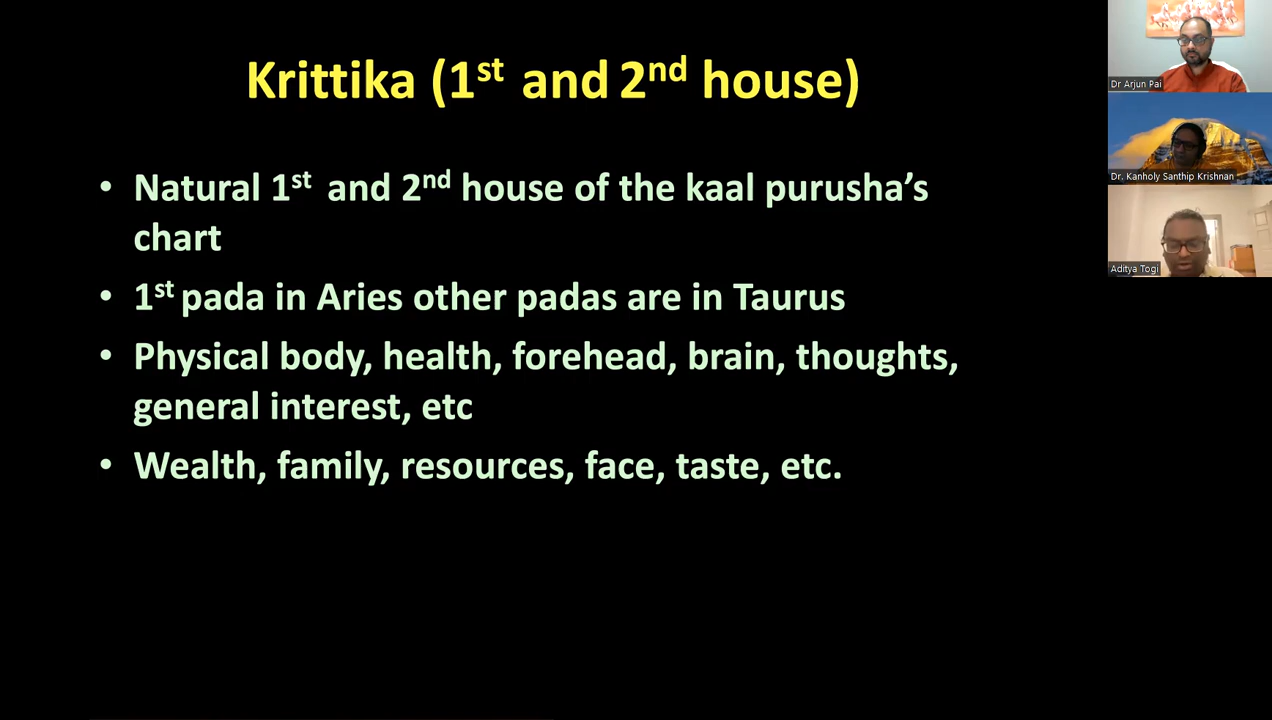 Krittika (1st and 2nd house)
• Natural 1st and 2nd house of the kaal purusha’s
chart
• 1st pada in Aries other padas are in Taurus
• Physical body, health, forehead, brain, thoughts,
general interest, etc
• Wealth, family, resources, face, taste, etc.
Dr Arjun Pai
Dr. Kanholy Santhip Krishnan
Aditya Togi